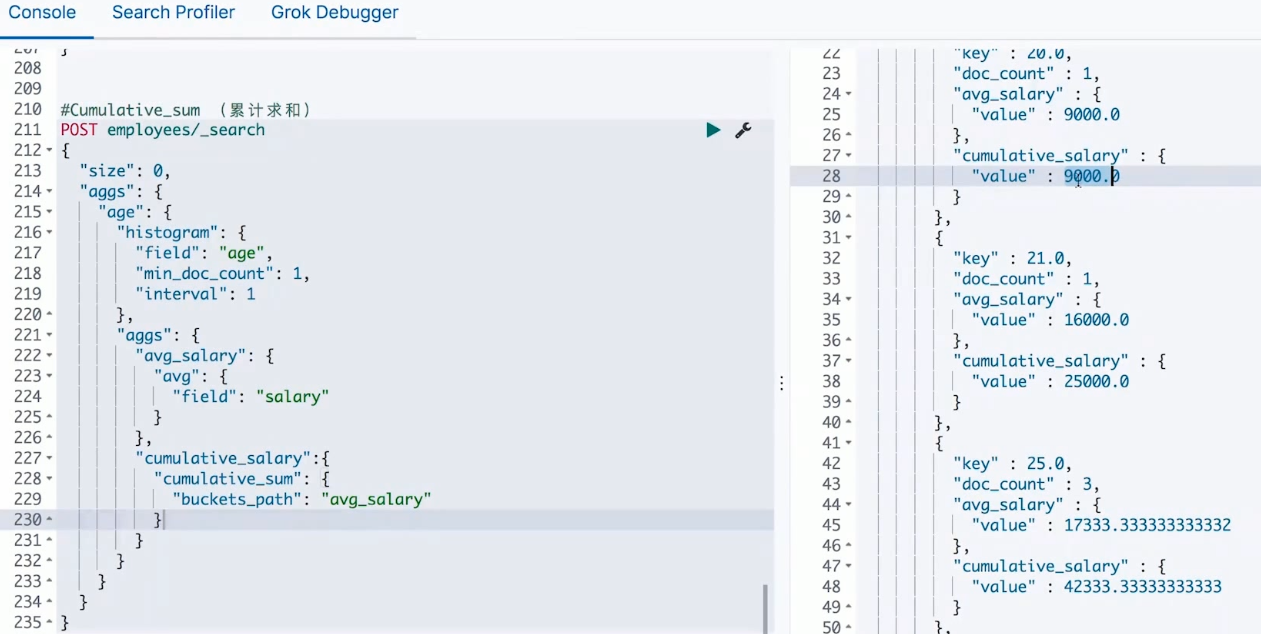 Console Search Profiler Grok Debugger
207 }
208
209
210 #Cumulative_sum （累计求和）
211 POST employees/_search
212 {
213 "size": 0,
214 "aggs": {
215 "age": {
216 "histogram": {
217 "field": "age",
218 "min_doc_count": 1,
219 "interval": 1
220 },
221 "aggs": {
222 "avg_salary": {
223 "avg": {
224 "field": "salary"
225 }
226 },
227 "cumulative_salary":{
228 "cumulative_sum": {
229 "buckets_path": "avg_salary"
230 }
231 }
232 }
233 }
234 }
235 }
22 "key" : 20.0,
23 "doc_count" : 1,
24 "avg_salary" : {
25 "value" : 9000.0
26 },
27 "cumulative_salary" : {
28 "value" : 9000.0
29 }
30 },
31 {
32 "key" : 21.0,
33 "doc_count" : 1,
34 "avg_salary" : {
35 "value" : 16000.0
36 },
37 "cumulative_salary" : {
38 "value" : 25000.0
39 }
40 },
41 {
42 "key" : 25.0,
43 "doc_count" : 3,
44 "avg_salary" : {
45 "value" : 17333.333333333332
46 },
47 "cumulative_salary" : {
48 "value" : 42333.33333333333
49 }
50 },